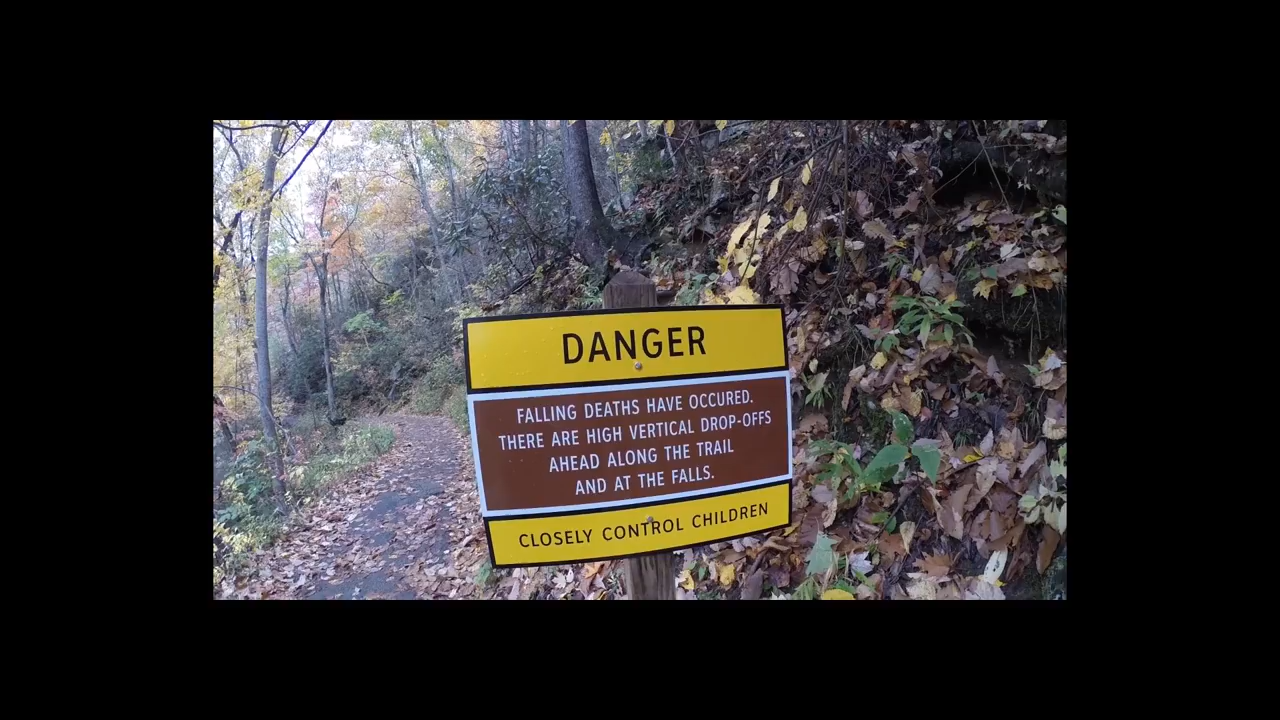 DANGER
FALLING DEATHS HAVE OCCURED.
THERE ARE HIGH VERTICAL DROP-OFFS
AHEAD ALONG THE TRAIL
AND AT THE FALLS.
CLOSELY CONTROL CHILDREN